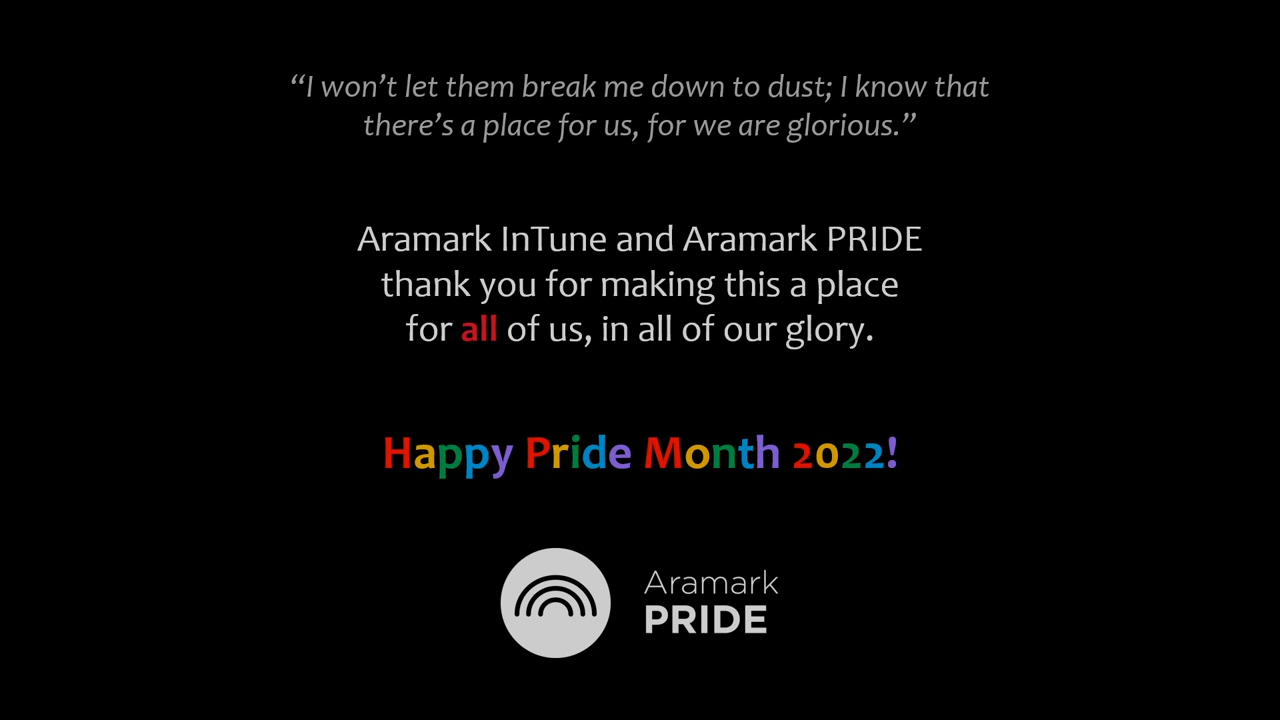 “I won’t let them break me down to dust; I know that
there’s a place for us, for we are glorious.”
Aramark InTune and Aramark PRIDE
thank you for making this a place
for all of us, in all of our glory.
Happy Pride Month 2022!
Aramark
PRIDE